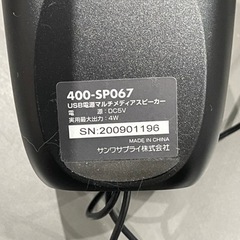 400-SP067
USB電源マルチメディアスピーカー
電　　源：DC5V
実用最大出力：4W
SN:200901196
MADE IN CHINA
サンワサプライ株式会社